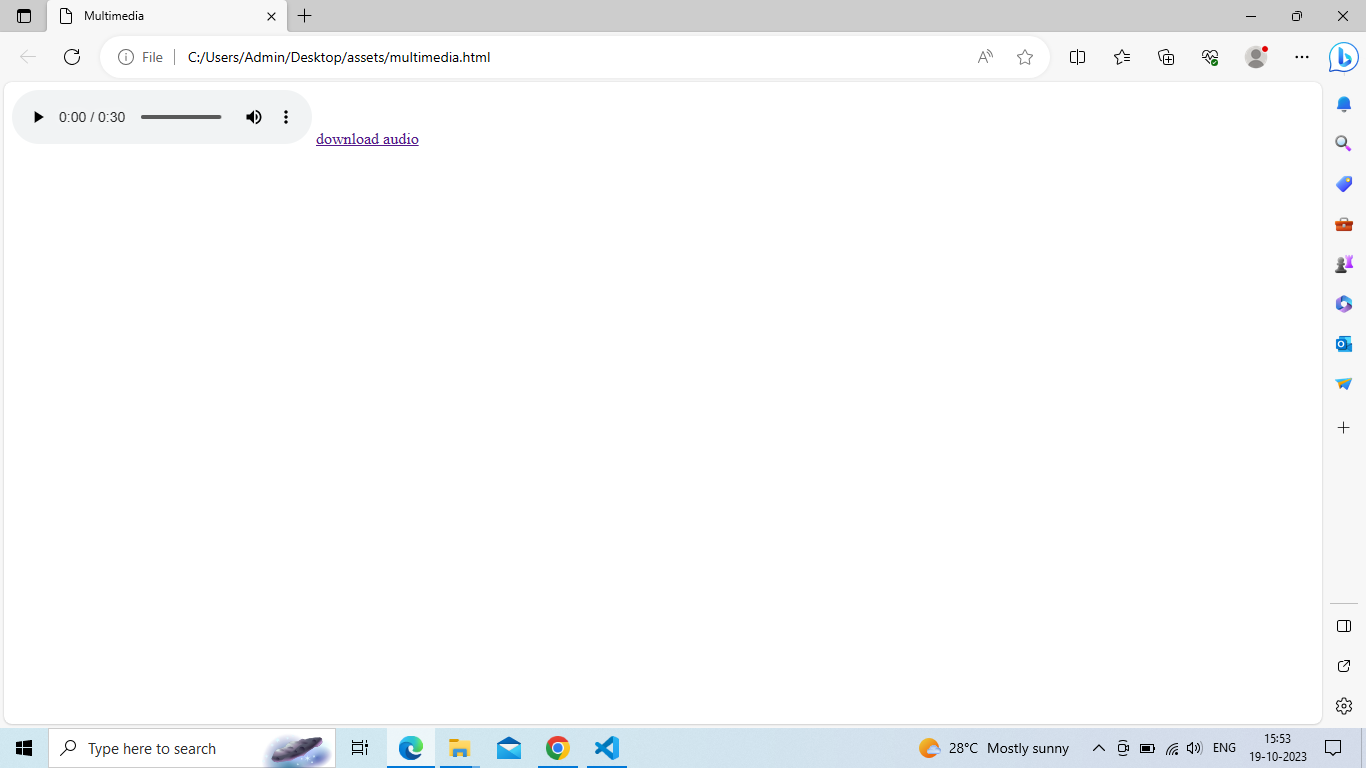 Multimedia
File
C:/Users/Admin/Desktop/assets/multimedia.html
0:00 / 0:30
download audio
Type here to search
28°C Mostly sunny
ENG
15:53
19-10-2023